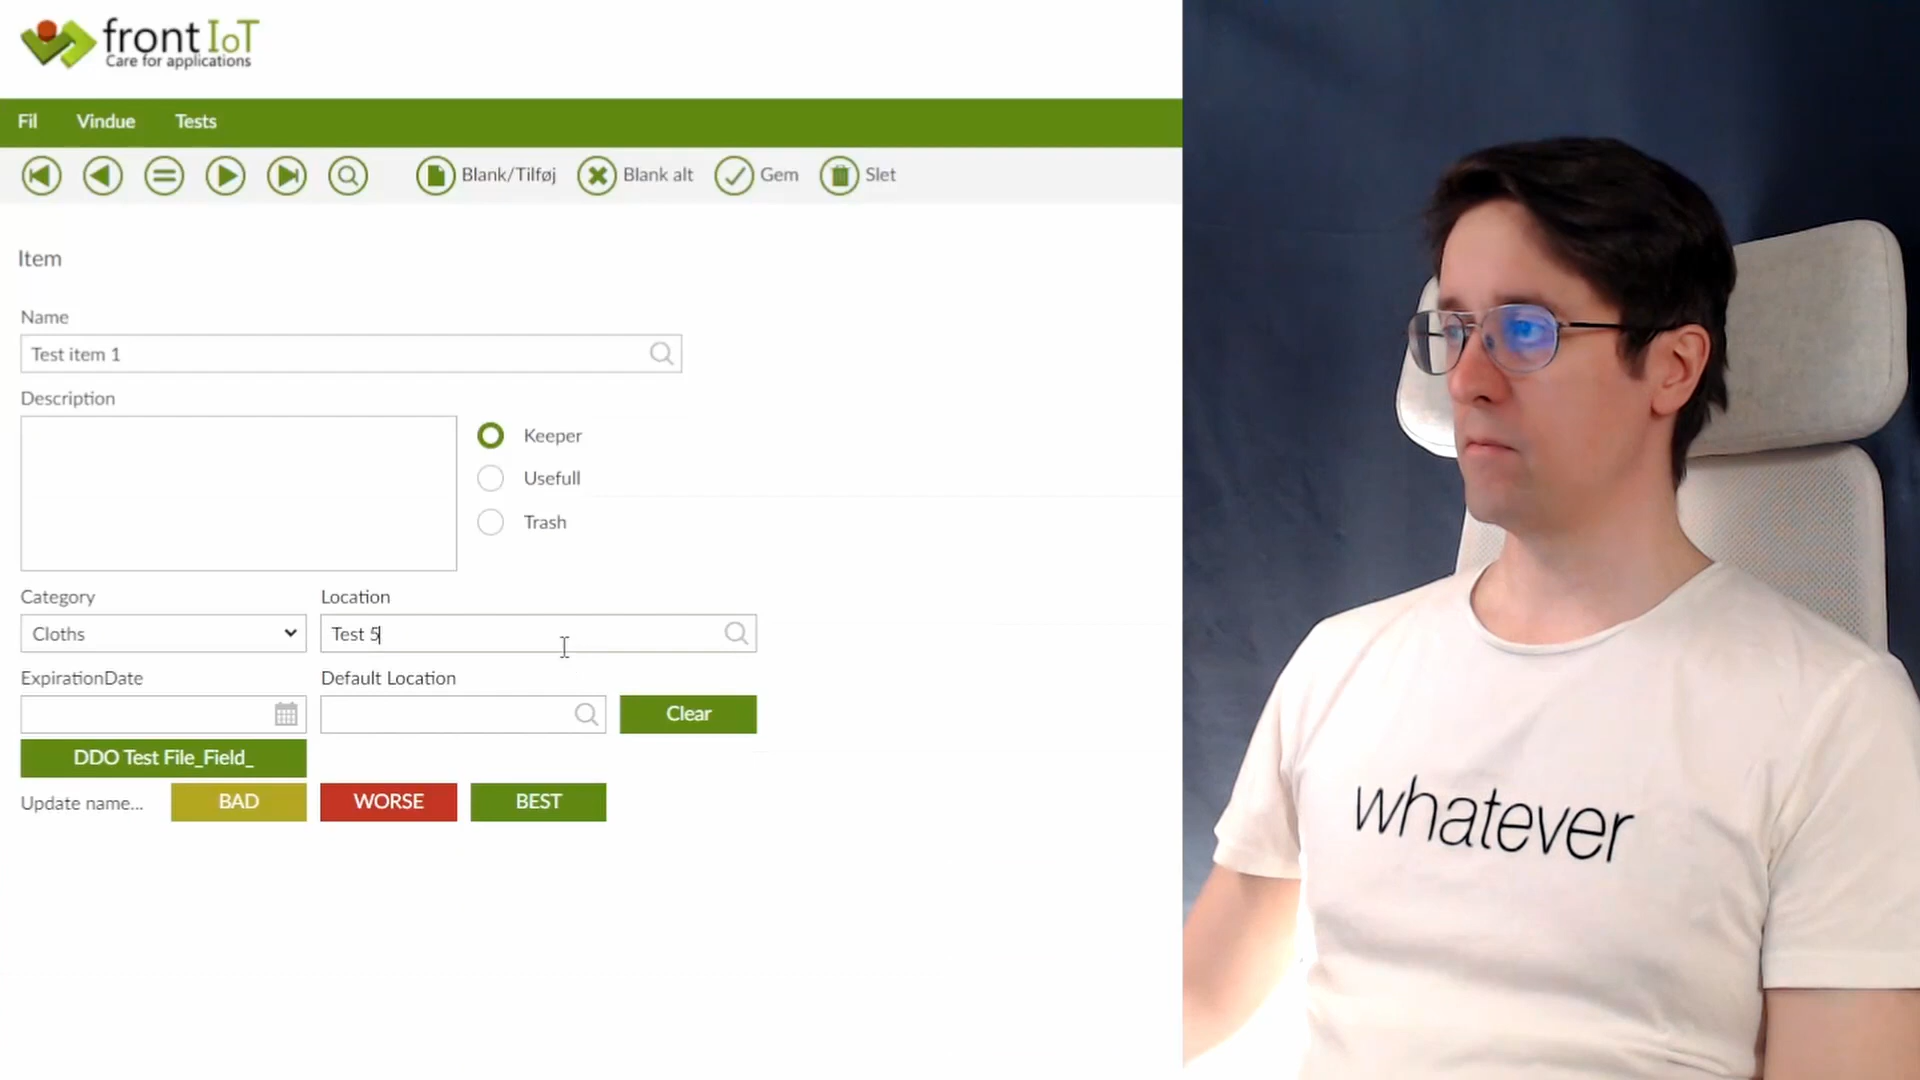 front IoT
Care for applications
Fil Vindue Tests
Blank/Tilføj Blank alt Gem Slet
Item
Name
Test item 1
Description
Keeper
Usefull
Trash
Category Location
Cloths Test 5
ExpirationDate Default Location
Clear
DDO Test File_Field_
Update name... BAD WORSE BEST
whatever